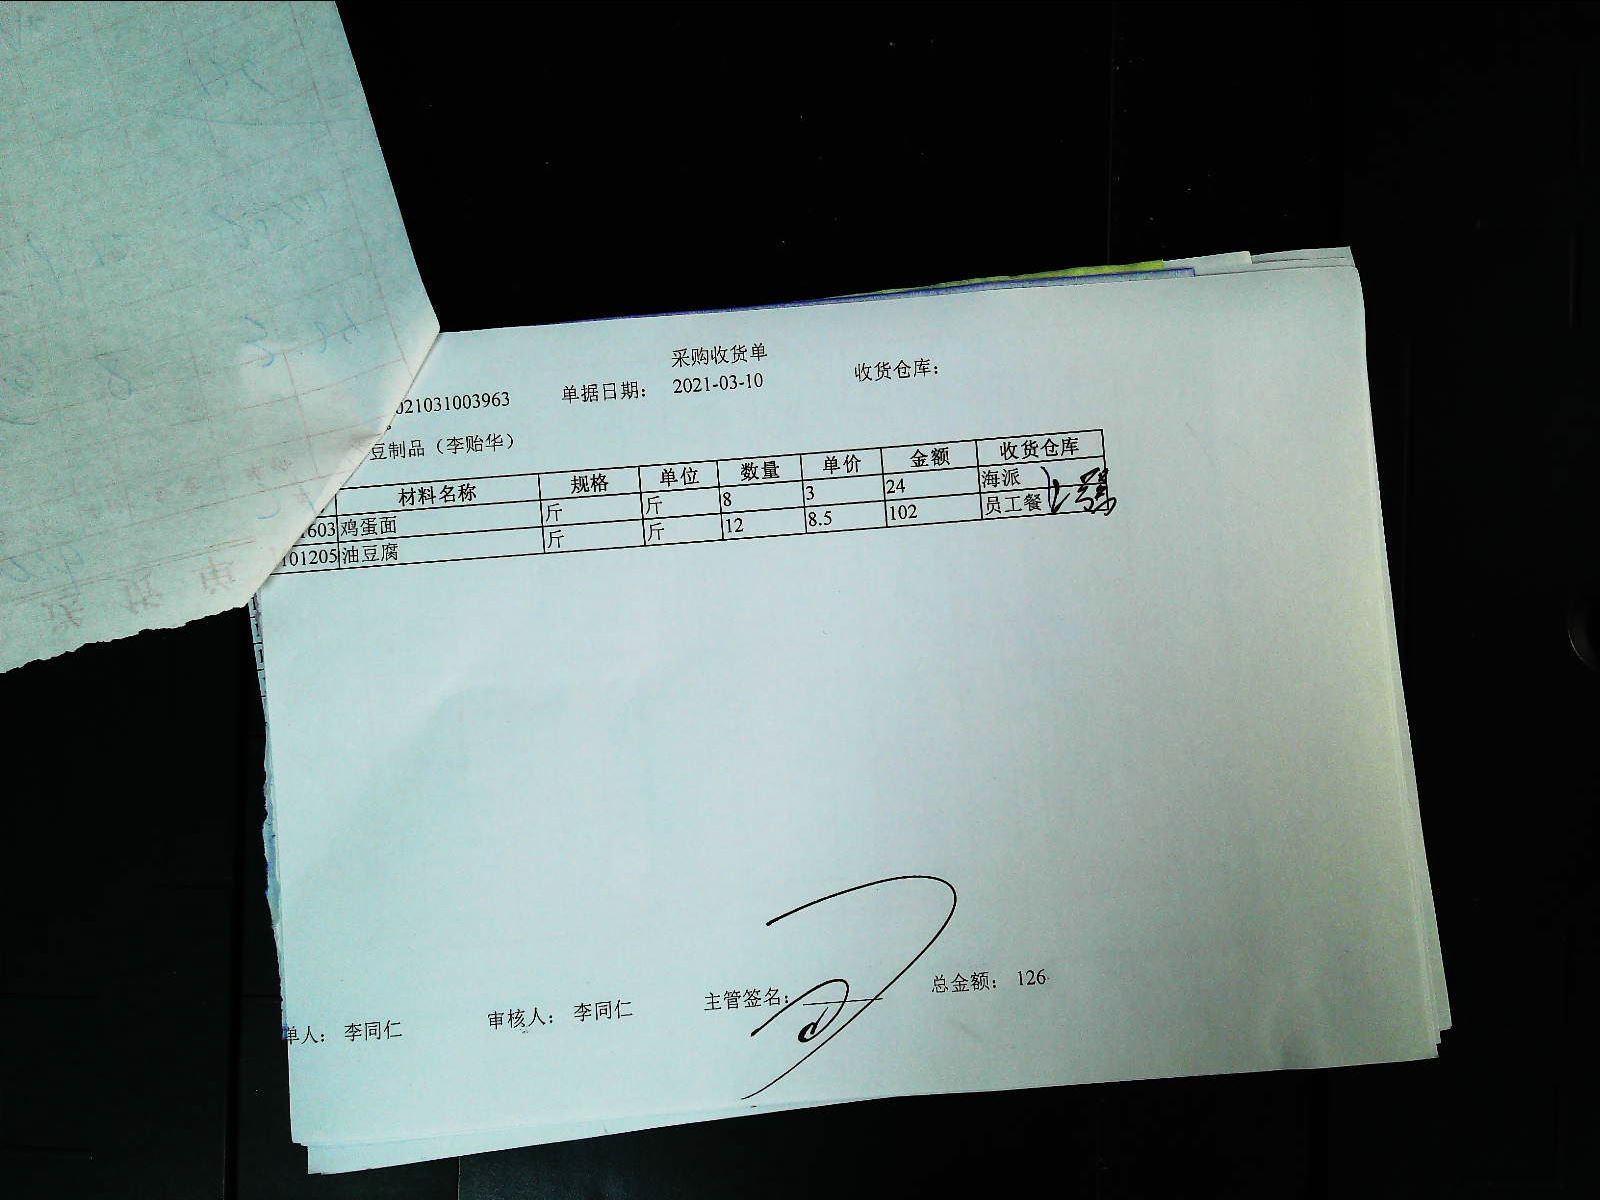 采购收货单
021031003963 单据日期： 2021-03-10 收货仓库：
豆制品（李贻华）
材料名称 规格 单位 数量 单价 金额 收货仓库
603 鸡蛋面 斤 斤 8 3 24 海派
101205 油豆腐 斤 斤 12 8.5 102 员工餐
单人： 李同仁 审核人： 李同仁 主管签名： 总金额： 126